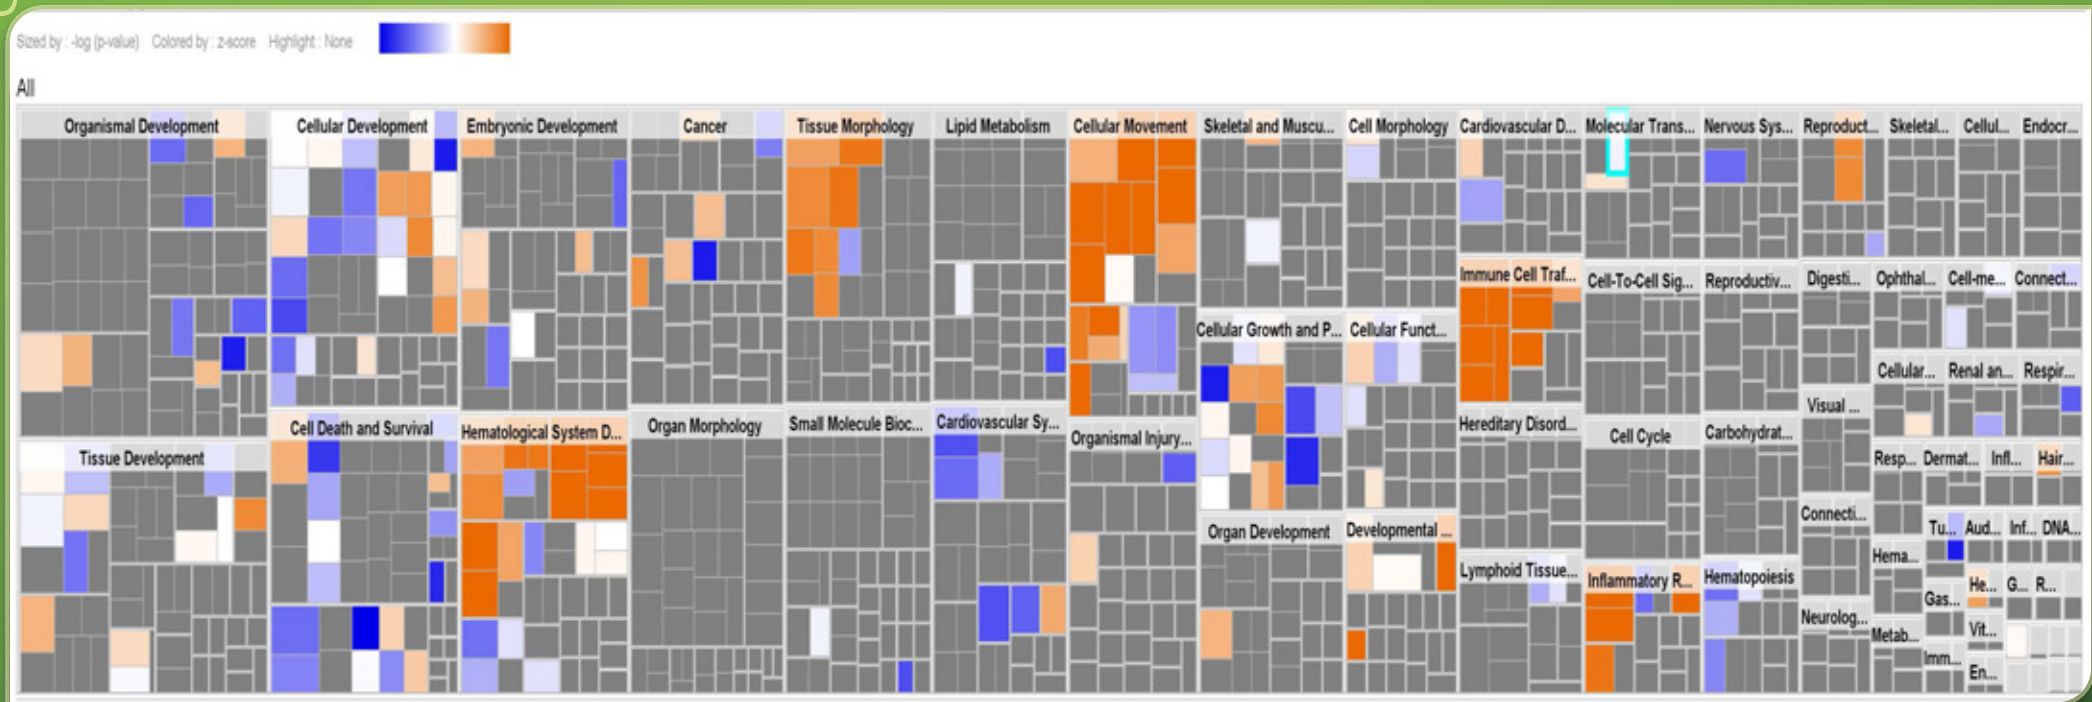 Sized by : -log (p-value) Colored by : z-score Highlight : None
All
Organismal Development
Cellular Development
Embryonic Development
Cancer
Tissue Morphology
Lipid Metabolism
Cellular Movement
Skeletal and Muscu...
Cell Morphology
Cardiovascular D...
Molecular Trans...
Nervous Sys...
Reproduct...
Skeletal...
Cellul...
Endocr...
Immune Cell Traf...
Cell-To-Cell Sig...
Reproductiv...
Digesti...
Ophthal...
Cell-me...
Connect...
Cellular Growth and P...
Cellular Funct...
Cellular...
Renal an...
Respir...
Visual ...
Tissue Development
Cell Death and Survival
Hematological System D...
Organ Morphology
Small Molecule Bioc...
Cardiovascular Sy...
Organismal Injury...
Hereditary Disord...
Cell Cycle
Carbohydrat...
Resp...
Dermat...
Infl...
Hair...
Organ Development
Developmental ...
Connecti...
Tu...
Aud...
Inf...
DNA...
Lymphoid Tissue...
Inflammatory R...
Hematopoiesis
Hema...
Gas...
He...
G...
R...
Neurolog...
Metab...
Vit...
Imm...
En...